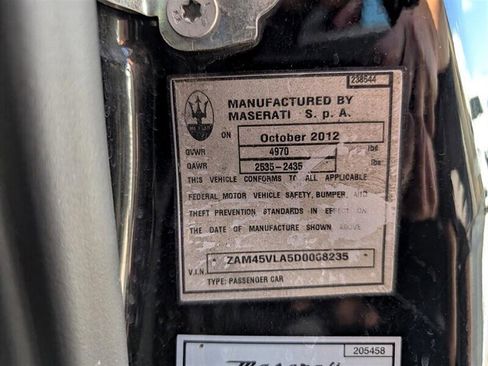 238644
MANUFACTURED BY
MASERATI S. p. A.
ON October 2012
GVWR 4970 lbs
GAWR 2535-2435 lbs
THIS VEHICLE CONFORMS TO ALL APPLICABLE
FEDERAL MOTOR VEHICLE SAFETY, BUMPER, AND
THEFT PREVENTION STANDARDS IN EFFECT ON
THE DATE OF MANUFACTURE SHOWN ABOVE
V.I.N. ZAM45VLA5D0068235
TYPE: PASSENGER CAR
205458
Maserati